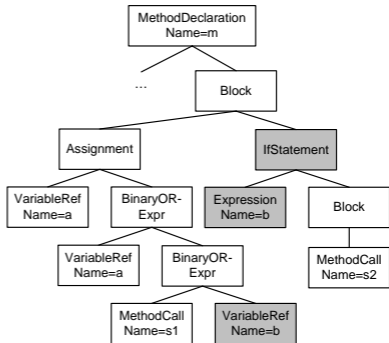 MethodDeclaration
Name=m
...
Block
Assignment
IfStatement
VariableRef
Name=a
BinaryOR-
Expr
Expression
Name=b
Block
VariableRef
Name=a
BinaryOR-
Expr
MethodCall
Name=s2
MethodCall
Name=s1
VariableRef
Name=b